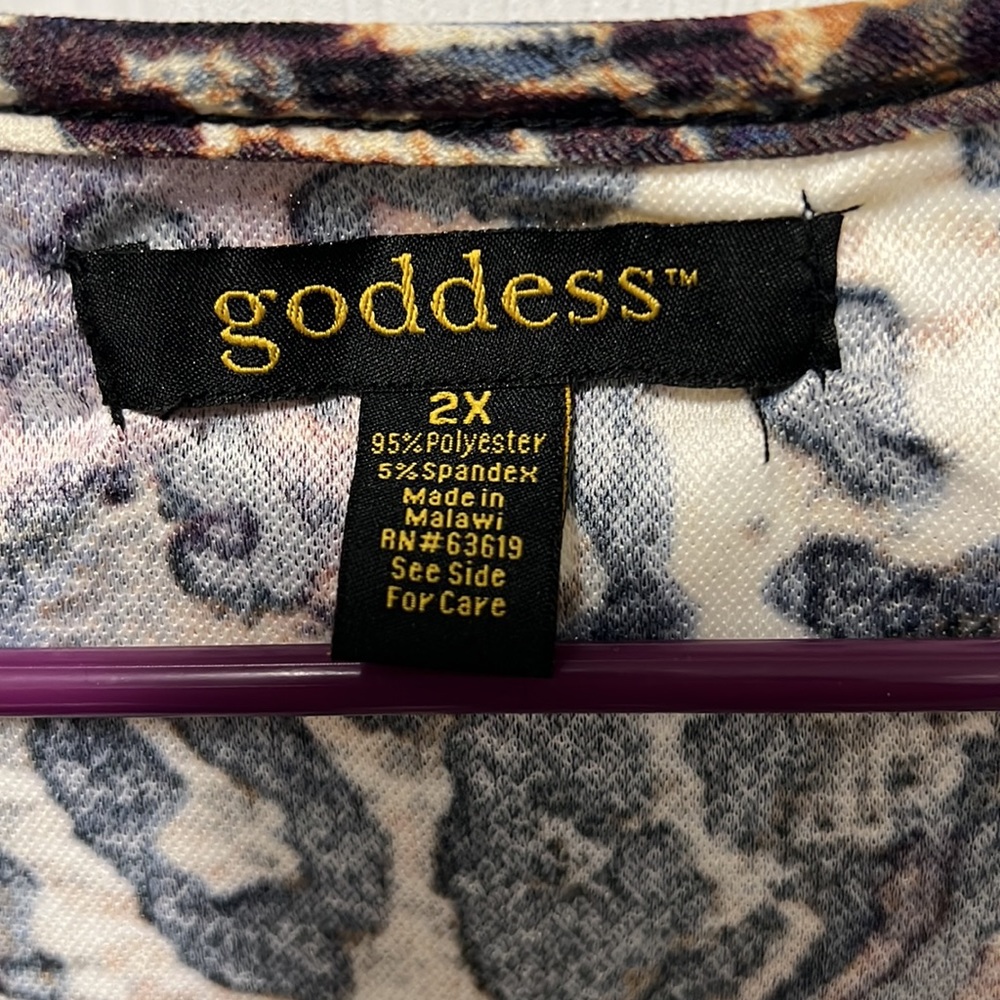 goddess™
2X
95%Polyester
5%Spandex
Made in
Malawi
RN#63619
See Side
For Care